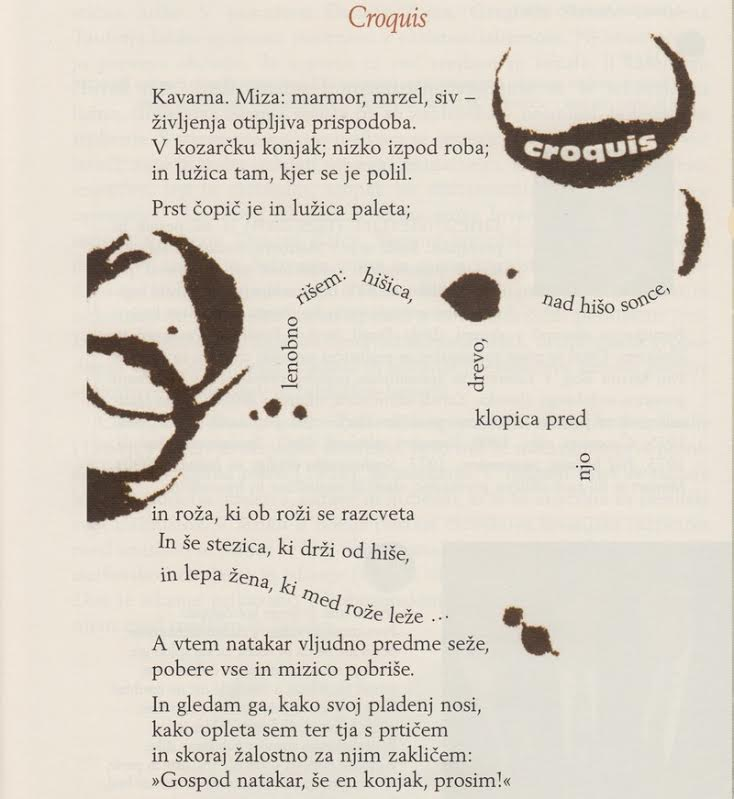 Croquis
Kavarna. Miza: marmor, mrzel, siv –
življenja otipljiva prispodoba.
V kozarčku konjak; nizko izpod roba;
in lužica tam, kjer se je polil.
croquis
Prst čopič je in lužica paleta;
lenobno
rišem:
hišica,
drevo,
nad hišo sonce,
klopica pred
njo
in roža, ki ob roži se razcveta
In še stezica, ki drži od hiše,
in lepa žena, ki med rože leže ...
A vtem natakar vljudno predme seže,
pobere vse in mizico pobriše.
In gledam ga, kako svoj pladenj nosi,
kako opleta sem ter tja s prtičem
in skoraj žalostno za njim zakličem:
»Gospod natakar, še en konjak, prosim!«